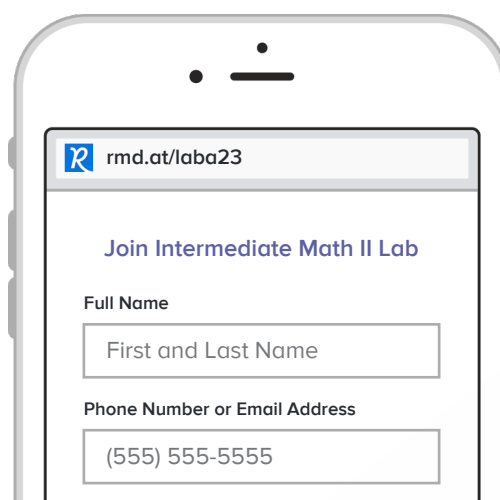 R rmd.at/laba23
Join Intermediate Math II Lab
Full Name
First and Last Name
Phone Number or Email Address
(555) 555-5555